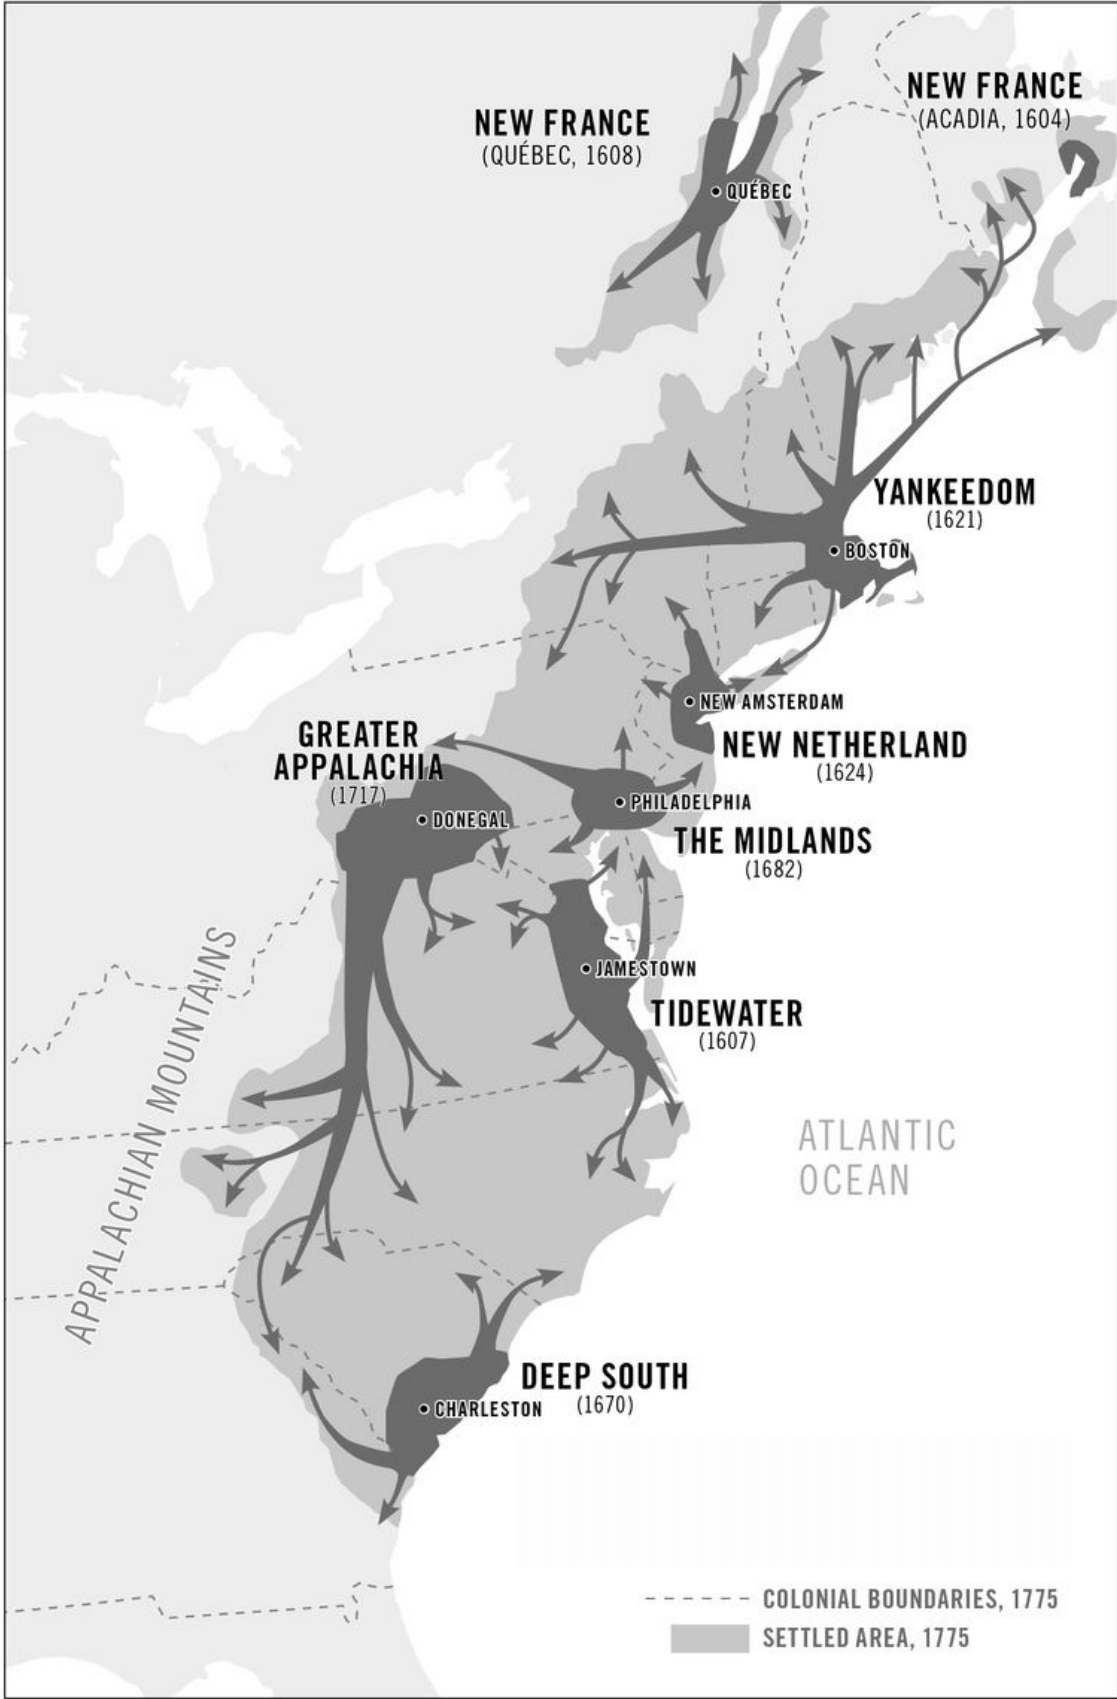 NEW FRANCE
(ACADIA, 1604)
NEW FRANCE
(QUÉBEC, 1608)
QUÉBEC
YANKEEDOM
(1621)
BOSTON
NEW AMSTERDAM
NEW NETHERLAND
(1624)
GREATER
APPALACHIA
(1717)
DONEGAL
PHILADELPHIA
THE MIDLANDS
(1682)
JAMESTOWN
TIDEWATER
(1607)
APPALACHIAN MOUNTAINS
ATLANTIC
OCEAN
DEEP SOUTH
(1670)
CHARLESTON
COLONIAL BOUNDARIES, 1775
SETTLED AREA, 1775